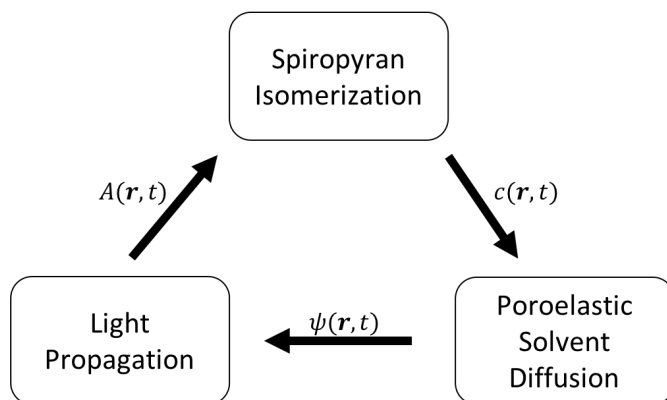 Spiropyran
Isomerization
A(r, t)
c(r, t)
Light
Propagation
ψ(r, t)
Poroelastic
Solvent
Diffusion